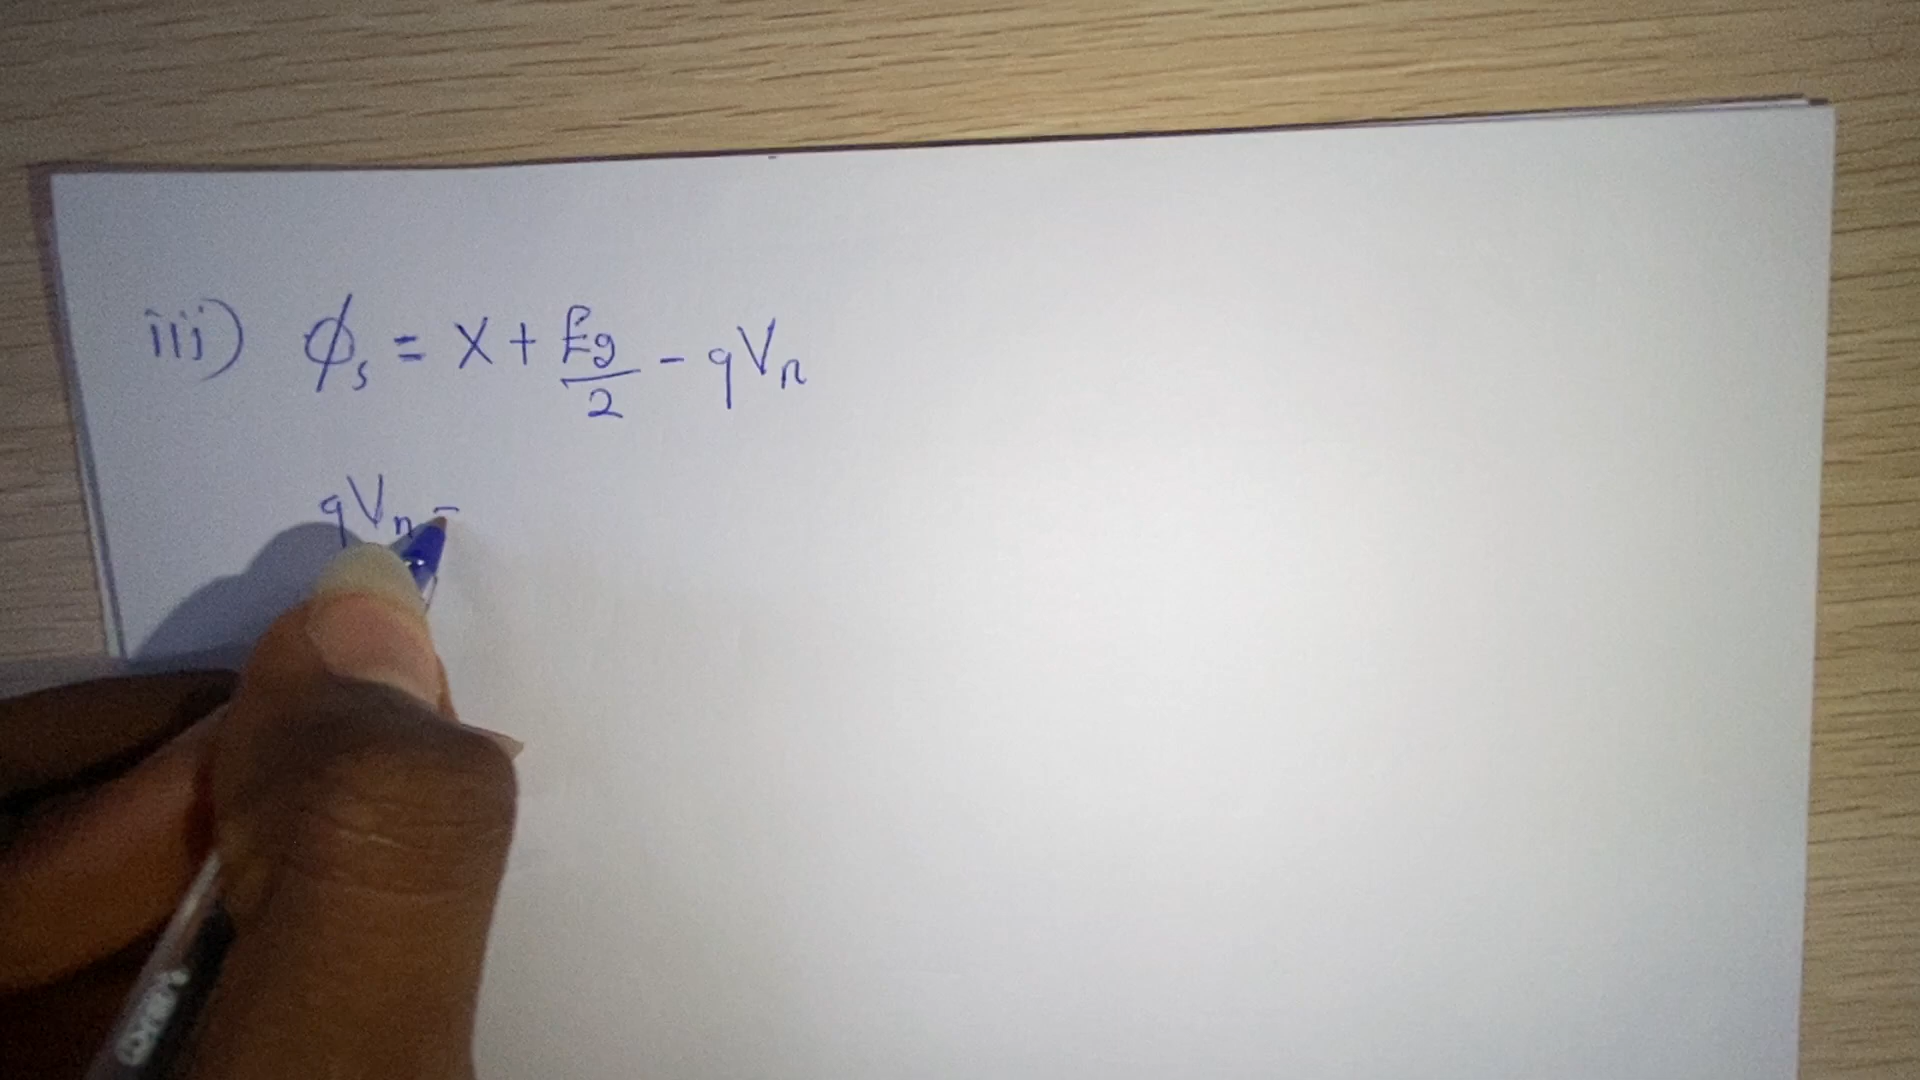 iii) ϕs = X + Eg/2 - qVn
qVn =